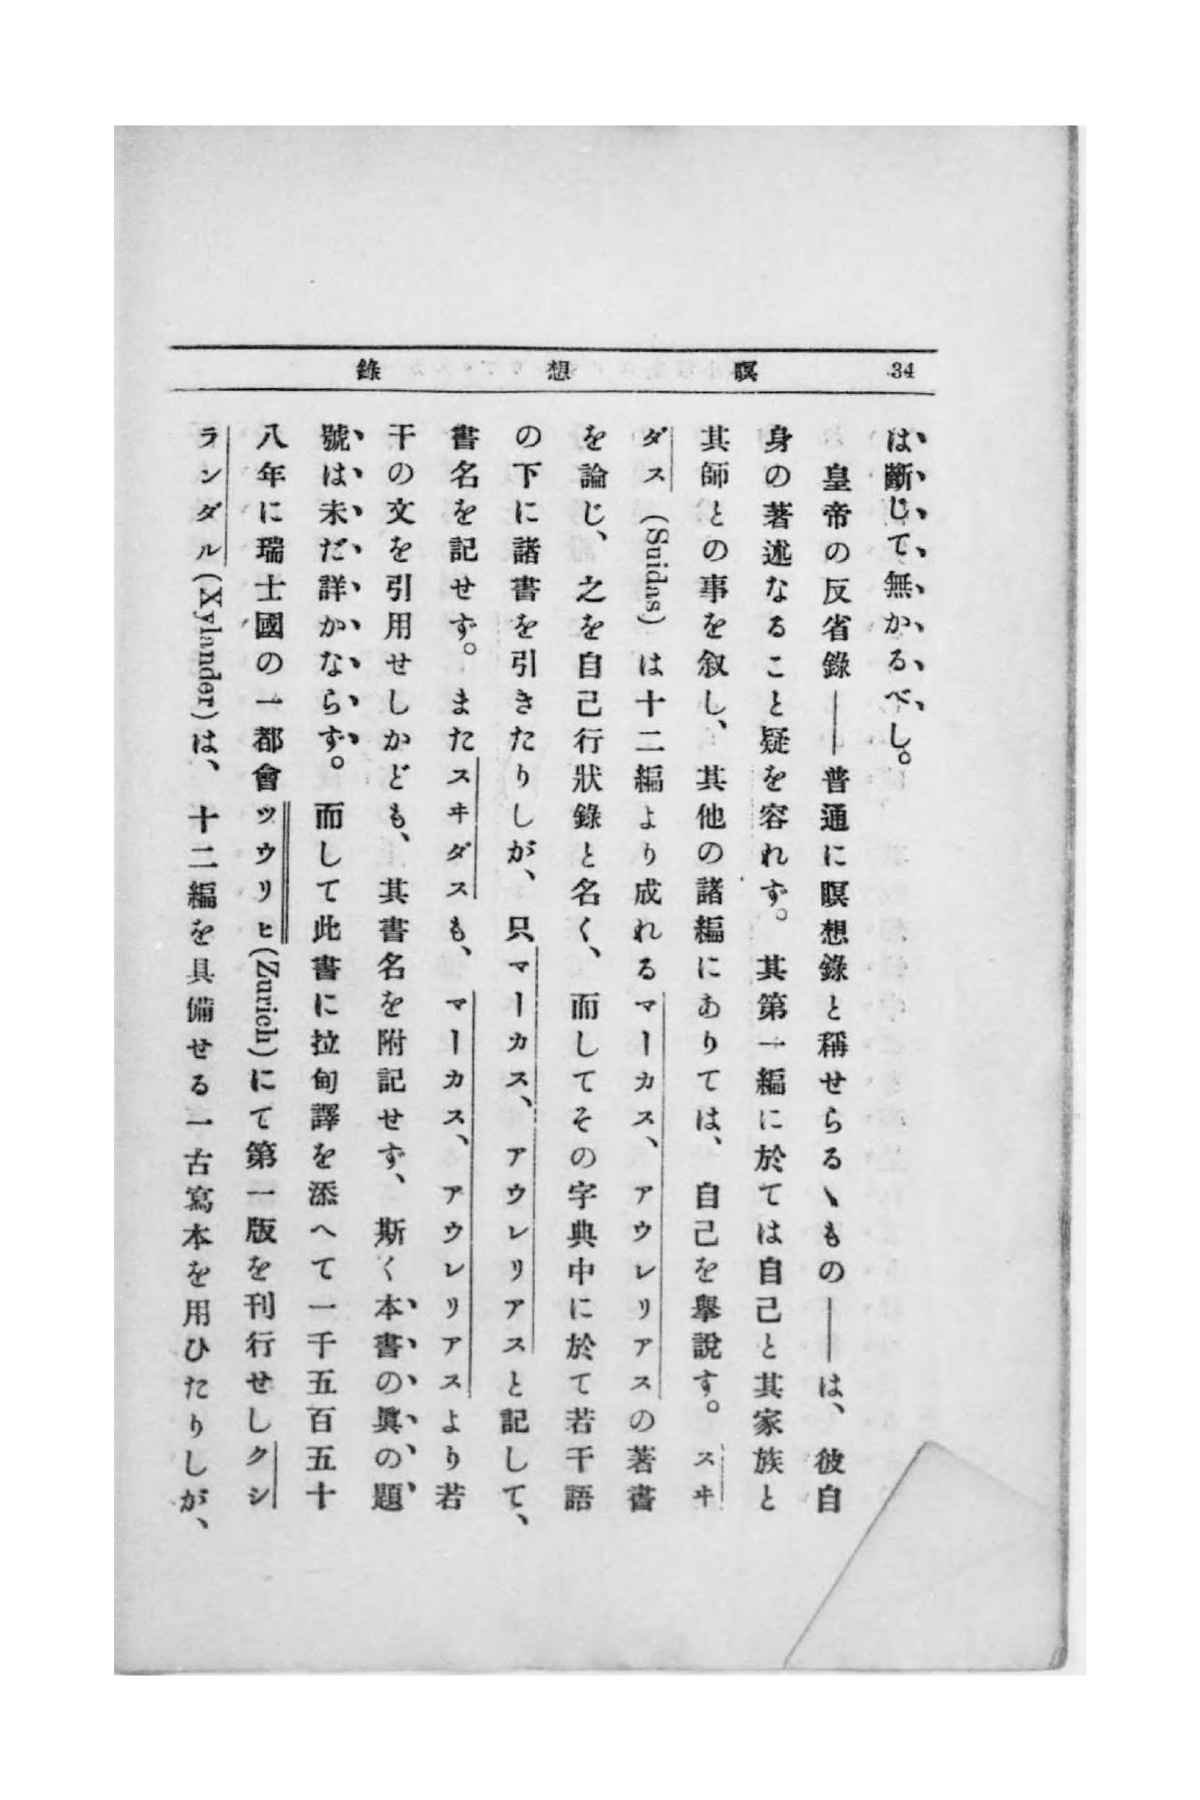 34 瞑想錄
は斷じて無かるべし。
皇帝の反省錄――普通に瞑想錄と稱せらるゝもの――は、彼自
身の著述なること疑を容れず。其第一編に於ては自己と其家族と
其師との事を叙し、其他の諸編にありては、自己を擧說す。スヰ
ダス(Suidas)は十二編より成れるマーカス、アウレリアスの著書
を論じ、之を自己行狀錄と名く、而してその字典中に於て若干語
の下に諸書を引きたりしが、只マーカス、アウレリアスと記して、
書名を記せず。またスヰダスも、マーカス、アウレリアスより若
干の文を引用せしかども、其書名を附記せず、斯く本書の眞の題
號は未だ詳かならず。而して此書に拉甸譯を添へて一千五百五十
八年に瑞士國の一都會ツウリヒ(Zurich)にて第一版を刊行せしクシ
ランダル(Xylander)は、十二編を具備せる一古寫本を用ひたりしが、